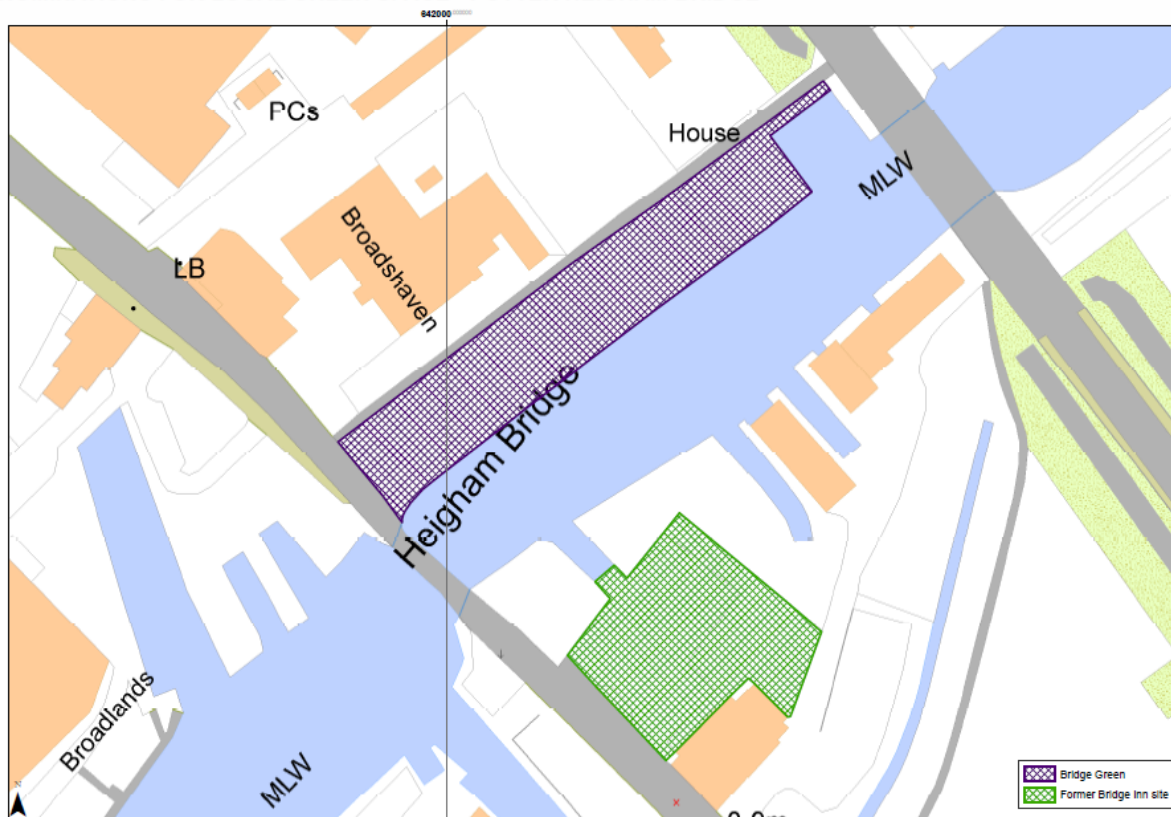 642000
PCs
House
MLW
Broadshaven
LB
Heigham Bridge
Broadlands
MLW
N
Bridge Green
Former Bridge Inn site